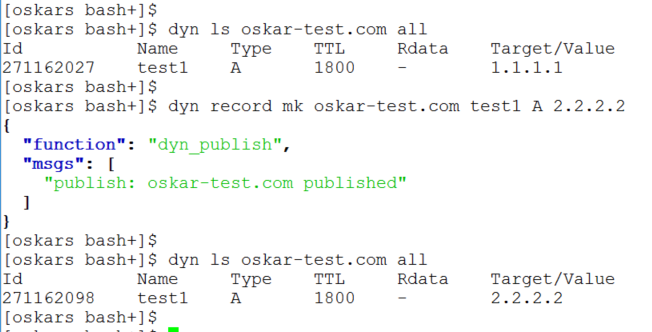 [oskars bash+]$
[oskars bash+]$ dyn ls oskar-test.com all
Id Name Type TTL Rdata Target/Value
271162027 test1 A 1800 - 1.1.1.1
[oskars bash+]$
[oskars bash+]$ dyn record mk oskar-test.com test1 A 2.2.2.2
{
"function": "dyn_publish",
"msgs": [
"publish: oskar-test.com published"
]
}
[oskars bash+]$
[oskars bash+]$ dyn ls oskar-test.com all
Id Name Type TTL Rdata Target/Value
271162098 test1 A 1800 - 2.2.2.2
[oskars bash+]$